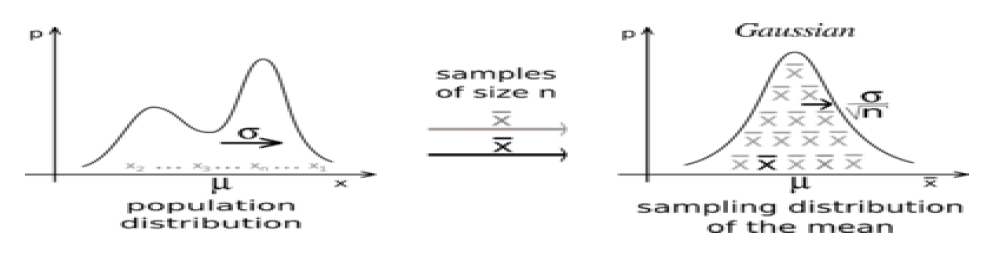 p
σ
x₂ .... x₃ .... xₙ .... x₁
μ
x
population
distribution
samples
of size n
x̅
x̅
p
Gaussian
x̅
x̅ x̅
σ
√n
x̅ x̅ x̅
x̅ x̅ x̅ x̅
x̅ x̅ x̅ x̅ x̅
μ
x̅
sampling distribution
of the mean